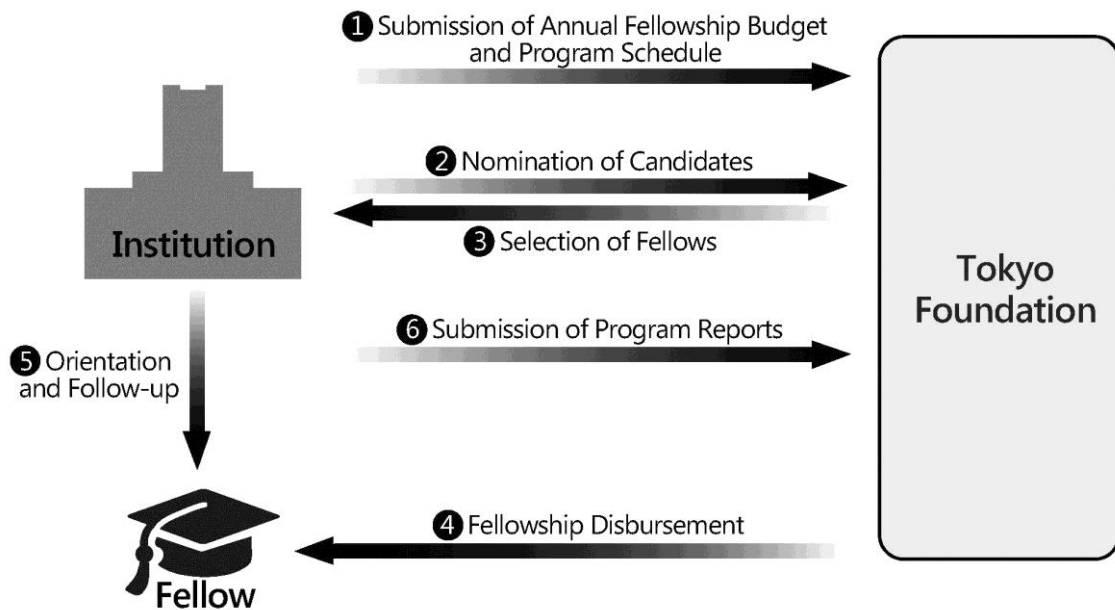 ❶ Submission of Annual Fellowship Budget
and Program Schedule
❷ Nomination of Candidates
❸ Selection of Fellows
Institution
Tokyo
Foundation
❻ Submission of Program Reports
❺ Orientation
and Follow-up
❹ Fellowship Disbursement
Fellow